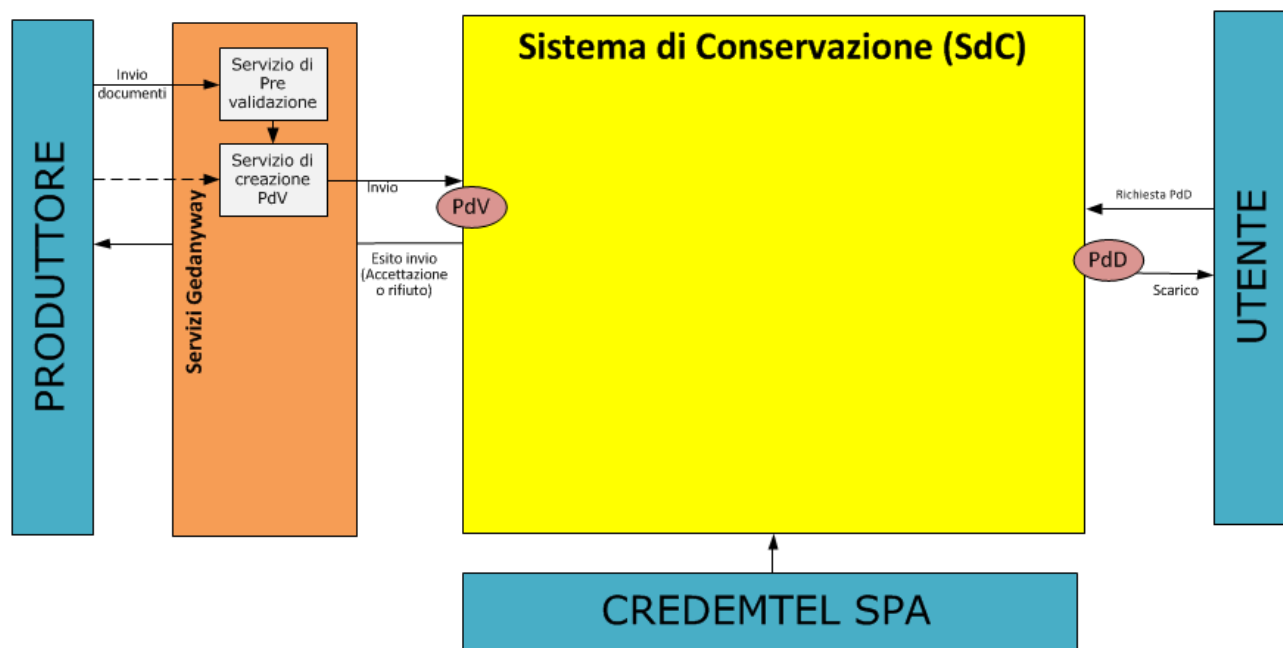 Sistema di Conservazione (SdC)
PRODUTTORE
Invio
documenti
Servizio di
Pre
validazione
Servizio di
creazione
PdV
Servizi Gedanyway
Invio
PdV
Esito invio
(Accettazione
o rifiuto)
Richiesta PdD
PdD
Scarico
UTENTE
CREDEMTEL SPA